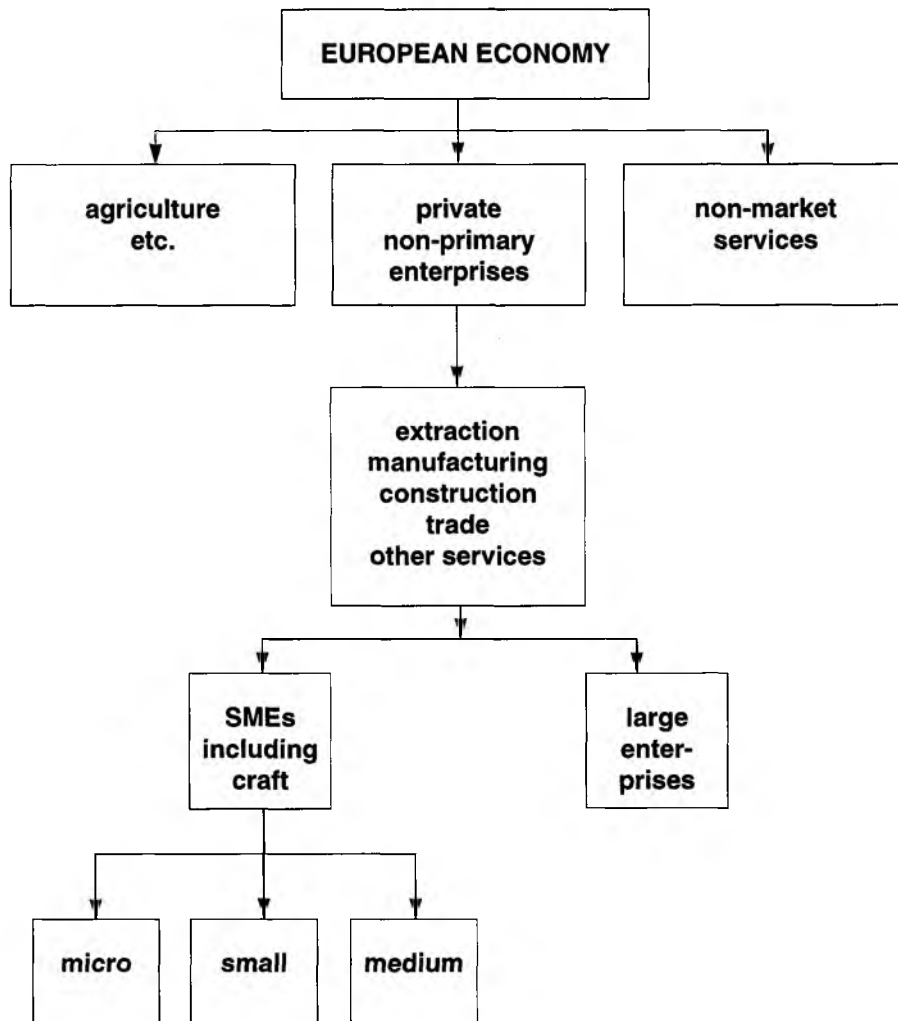 EUROPEAN ECONOMY
agriculture
etc.
private
non-primary
enterprises
non-market
services
extraction
manufacturing
construction
trade
other services
SMEs
including
craft
large
enter-
prises
micro
small
medium